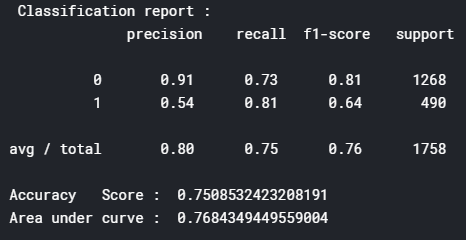 Classification report :
precision recall f1-score support
0 0.91 0.73 0.81 1268
1 0.54 0.81 0.64 490
avg / total 0.80 0.75 0.76 1758
Accuracy Score : 0.7508532423208191
Area under curve : 0.7684349449559004